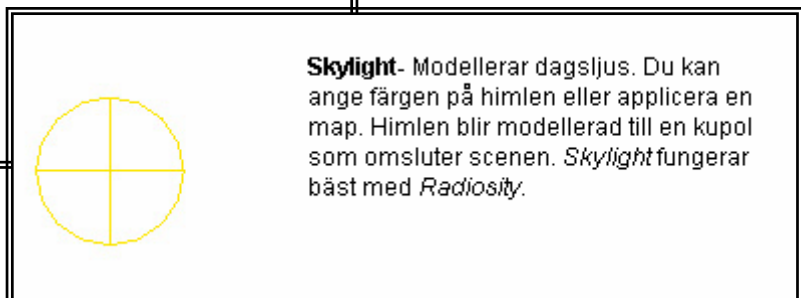 Skylight- Modellerar dagsljus. Du kan
ange färgen på himlen eller applicera en
map. Himlen blir modellerad till en kupol
som omsluter scenen. Skylight fungerar
bäst med Radiosity.